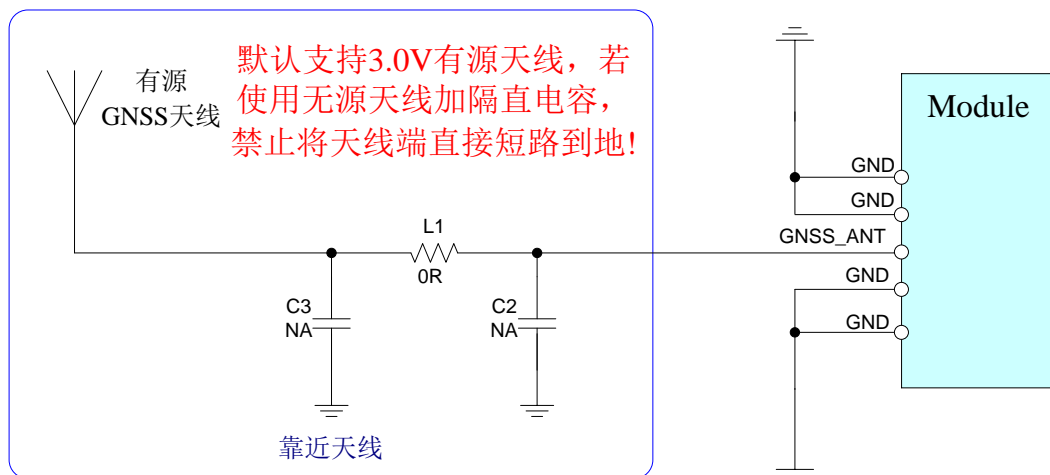 默认支持3.0V有源天线，若
使用无源天线加隔直电容，
禁止将天线端直接短路到地!
有源
GNSS天线
Module
GND
GND
GNSS_ANT
GND
GND
L1
0R
C3
NA
C2
NA
靠近天线